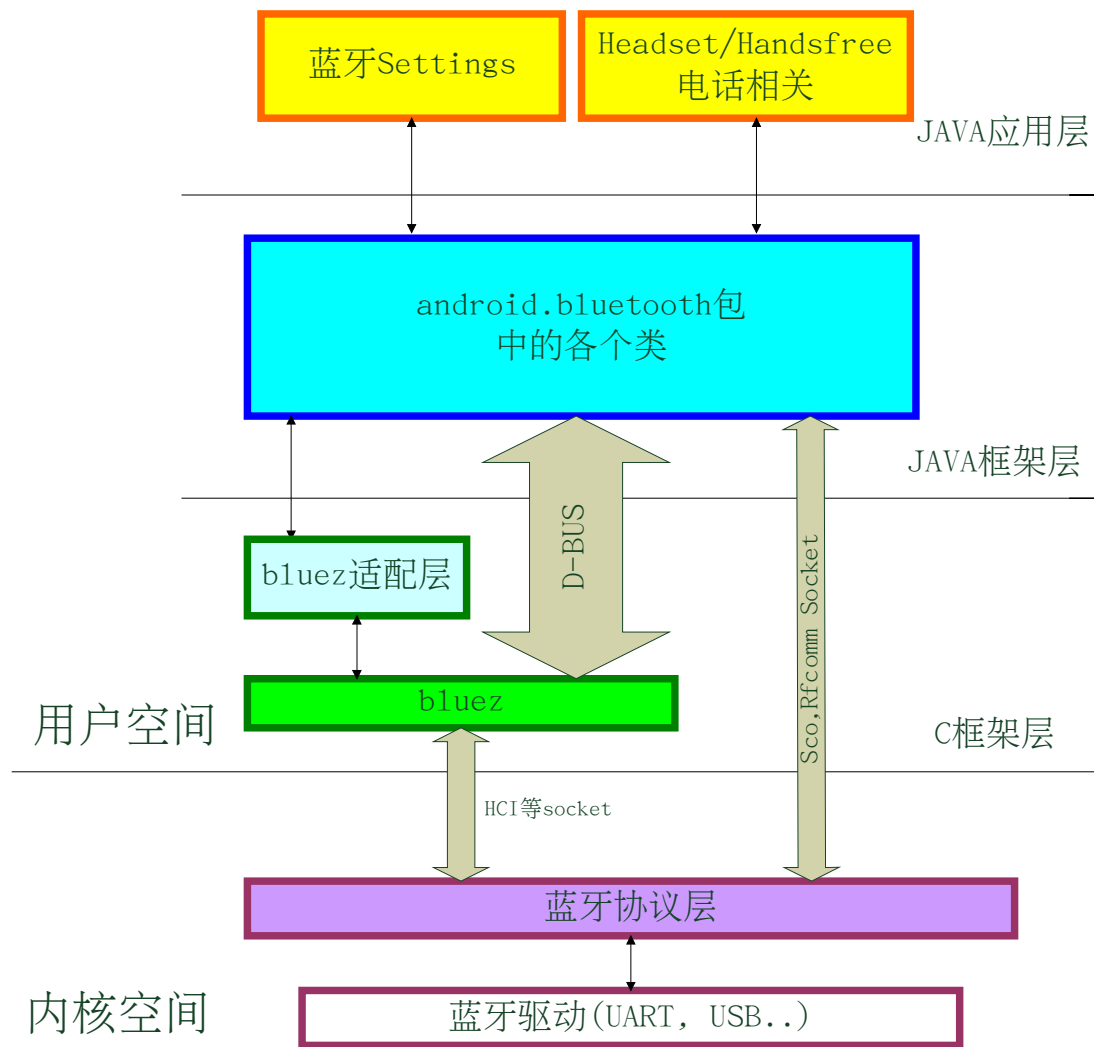 蓝牙Settings
Headset/Handsfree
电话相关
JAVA应用层
android.bluetooth包
中的各个类
JAVA框架层
D-BUS
Sco,Rfcomm Socket
bluez适配层
bluez
用户空间
C框架层
HCI等socket
蓝牙协议层
内核空间
蓝牙驱动(UART, USB..)